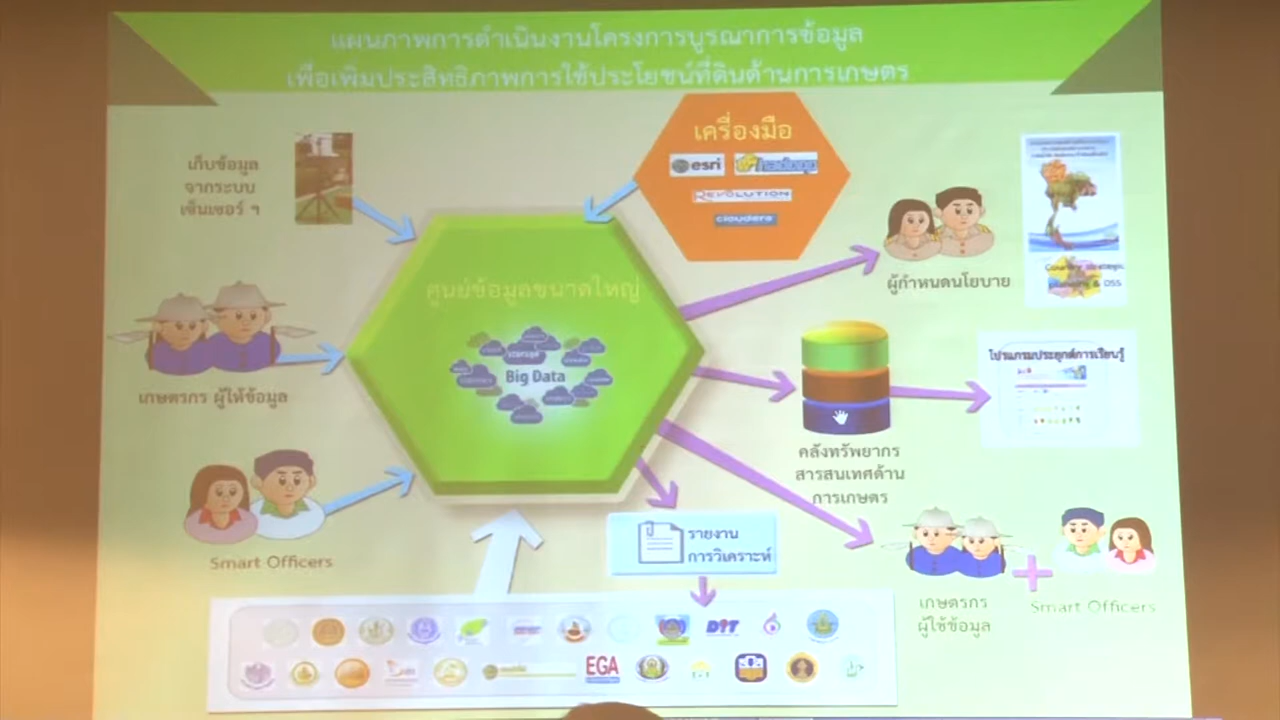 แผนภาพการดำเนินงานโครงการบูรณาการข้อมูล
เพื่อเพิ่มประสิทธิภาพการใช้ประโยชน์ที่ดินด้านการเกษตร
เครื่องมือ
esri hadoop
REVOLUTION
cloudera
เก็บข้อมูล
จากระบบ
เซ็นเซอร์ ฯ
ศูนย์ข้อมูลขนาดใหญ่
Big Data
ผู้กำหนดนโยบาย
Country strategic
planning & DSS
เกษตรกร ผู้ให้ข้อมูล
โปรแกรมประยุกต์การเรียนรู้
คลังทรัพยากร
สารสนเทศด้าน
การเกษตร
Smart Officers
รายงาน
การวิเคราะห์
เกษตรกร
ผู้ใช้ข้อมูล
Smart Officers
DIT
EGA